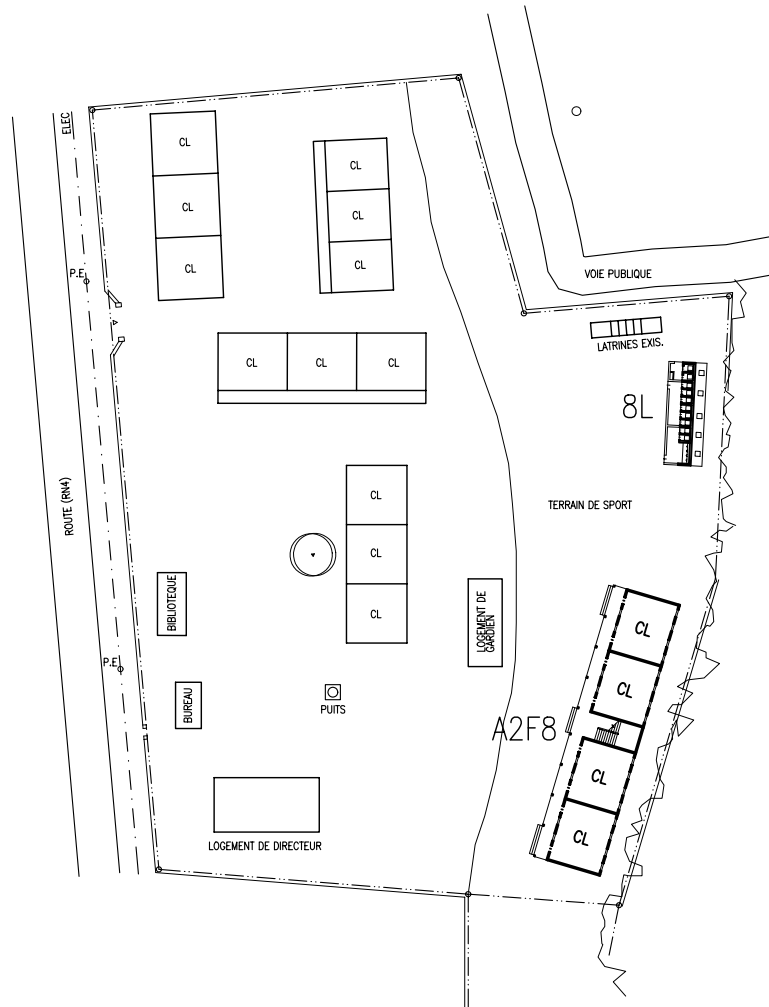 ELEC
CL
CL
CL
CL
CL
CL
P.E
VOIE PUBLIQUE
LATRINES EXIS.
CL
CL
CL
8L
ROUTE (RN4)
TERRAIN DE SPORT
CL
CL
CL
BIBLIOTEQUE
LOGEMENT DE
GARDIEN
CL
CL
P.E
BUREAU
PUITS
A2F8
CL
CL
LOGEMENT DE DIRECTEUR